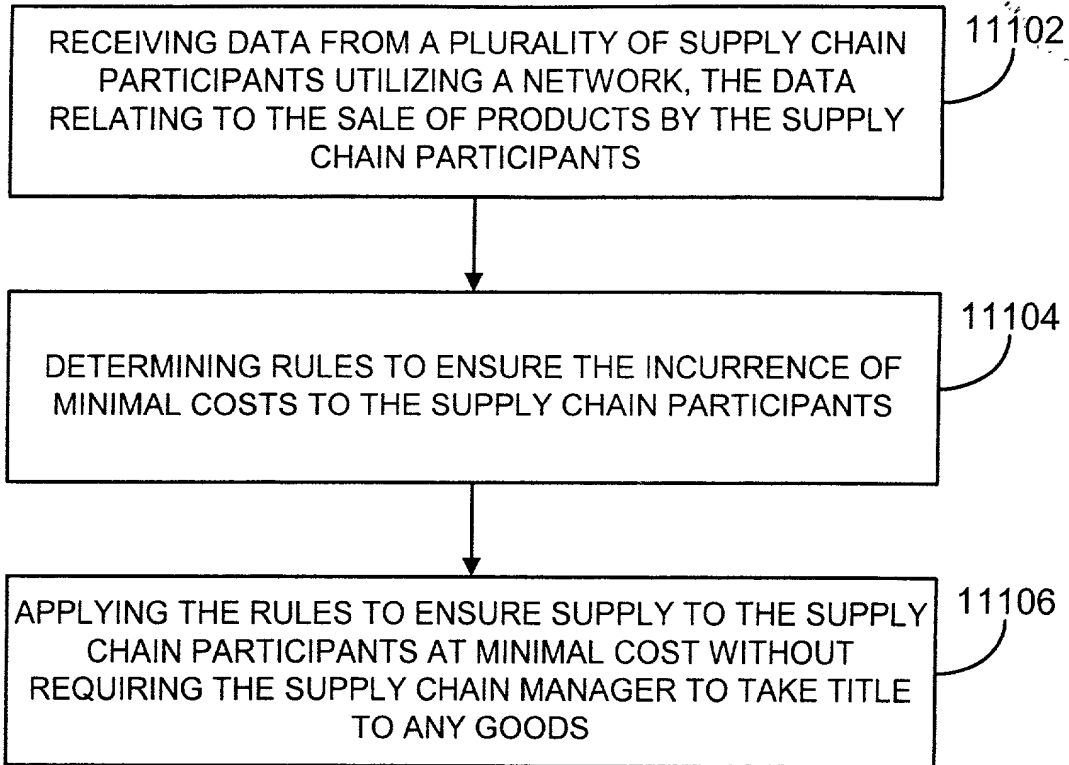 RECEIVING DATA FROM A PLURALITY OF SUPPLY CHAIN
PARTICIPANTS UTILIZING A NETWORK, THE DATA
RELATING TO THE SALE OF PRODUCTS BY THE SUPPLY
CHAIN PARTICIPANTS
11102
DETERMINING RULES TO ENSURE THE INCURRENCE OF
MINIMAL COSTS TO THE SUPPLY CHAIN PARTICIPANTS
11104
APPLYING THE RULES TO ENSURE SUPPLY TO THE SUPPLY
CHAIN PARTICIPANTS AT MINIMAL COST WITHOUT
REQUIRING THE SUPPLY CHAIN MANAGER TO TAKE TITLE
TO ANY GOODS
11106